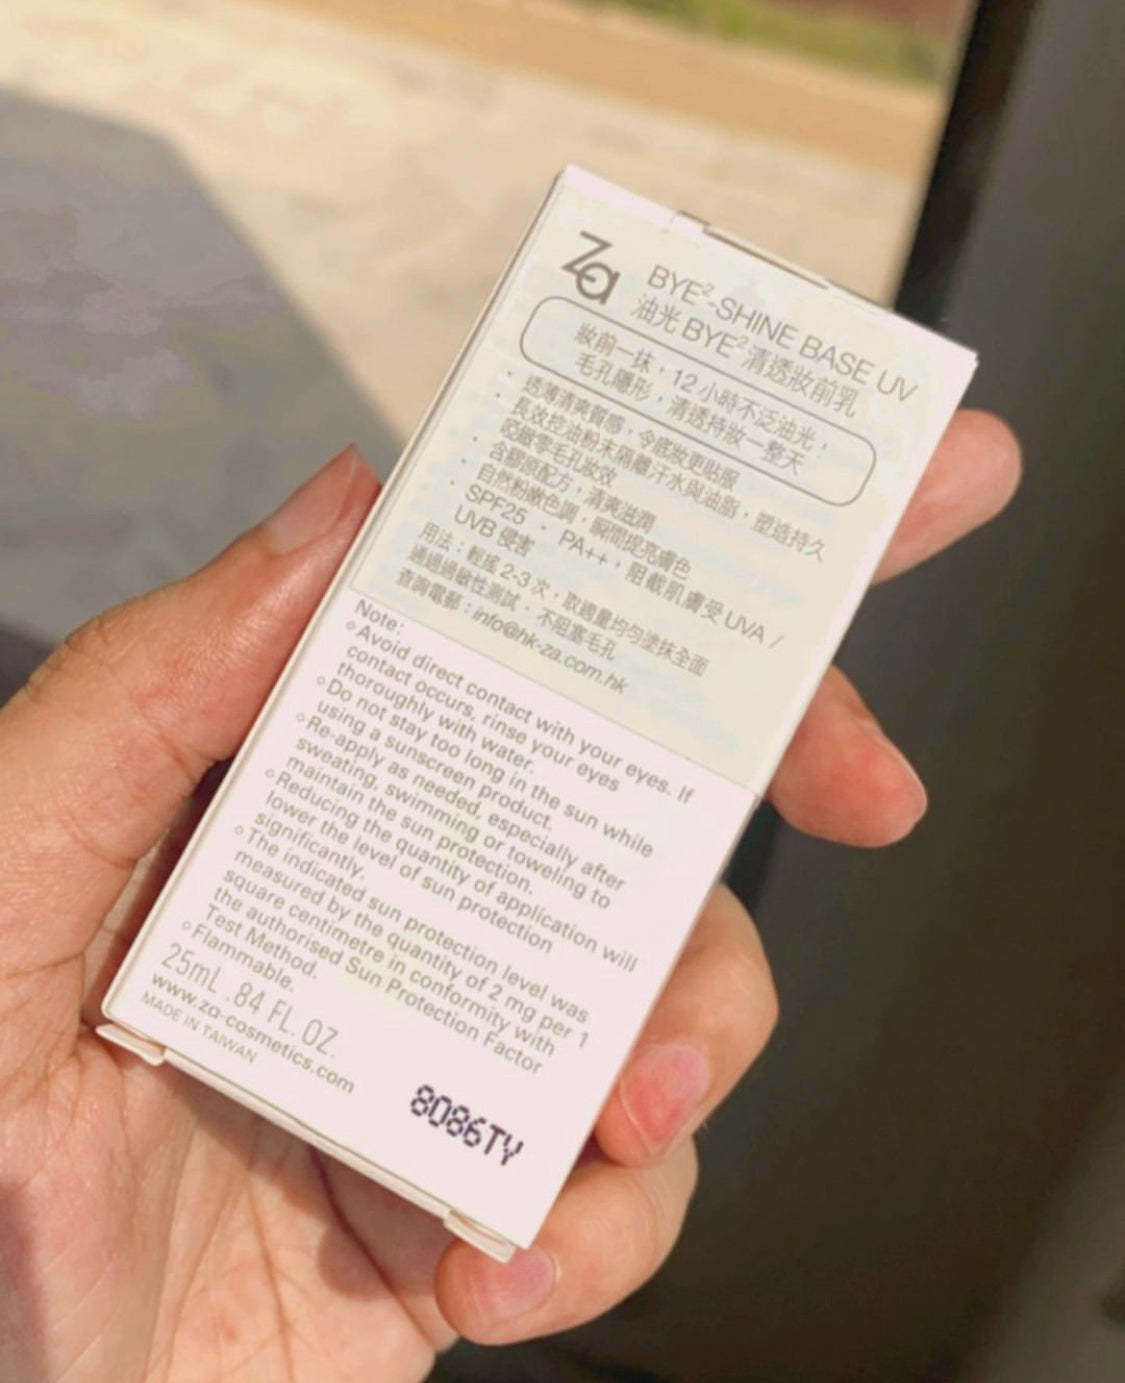 Za
BYE²-SHINE BASE UV
油光 BYE² 清透妝前乳
妝前一抹，12 小時不泛油光，
毛孔隱形，清透持妝一整天
· 透薄清爽質感，令底妝更貼服
· 長效控油粉末隔離汗水與油脂，塑造持久
啞緻零毛孔妝效
· 含膠原配方，清爽滋潤
· 自然粉嫩色調，瞬間提亮膚色
· SPF25 · PA++，阻截肌膚受 UVA /
UVB 侵害
用法：輕搖 2-3 次，取適量均勻塗抹全面
通過過敏性測試．不阻塞毛孔
查詢電郵：info@hk-za.com.hk
Note:
◦Avoid direct contact with your eyes. If
contact occurs, rinse your eyes
thoroughly with water.
◦Do not stay too long in the sun while
using a sunscreen product.
◦Re-apply as needed, especially after
sweating, swimming or toweling to
maintain the sun protection.
◦Reducing the quantity of application will
lower the level of sun protection
significantly.
◦The indicated sun protection level was
measured by the quantity of 2 mg per 1
square centimetre in conformity with
the authorised Sun Protection Factor
Test Method.
◦Flammable.
25mL .84 FL. OZ.
www.za-cosmetics.com
MADE IN TAIWAN
8086TY